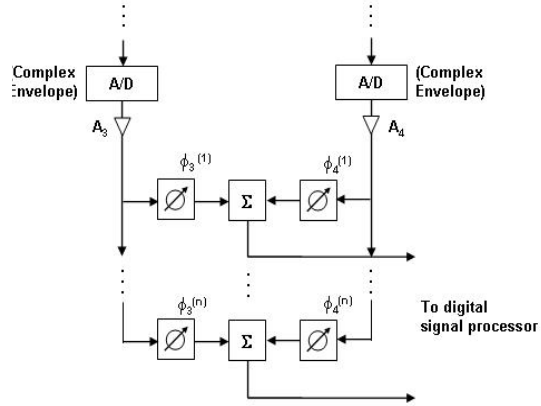 (Complex
Envelope)
A/D
A/D
(Complex
Envelope)
A₃
A₄
ϕ₃⁽¹⁾
ϕ₄⁽¹⁾
Σ
ϕ₃⁽ⁿ⁾
ϕ₄⁽ⁿ⁾
To digital
signal processor
Σ